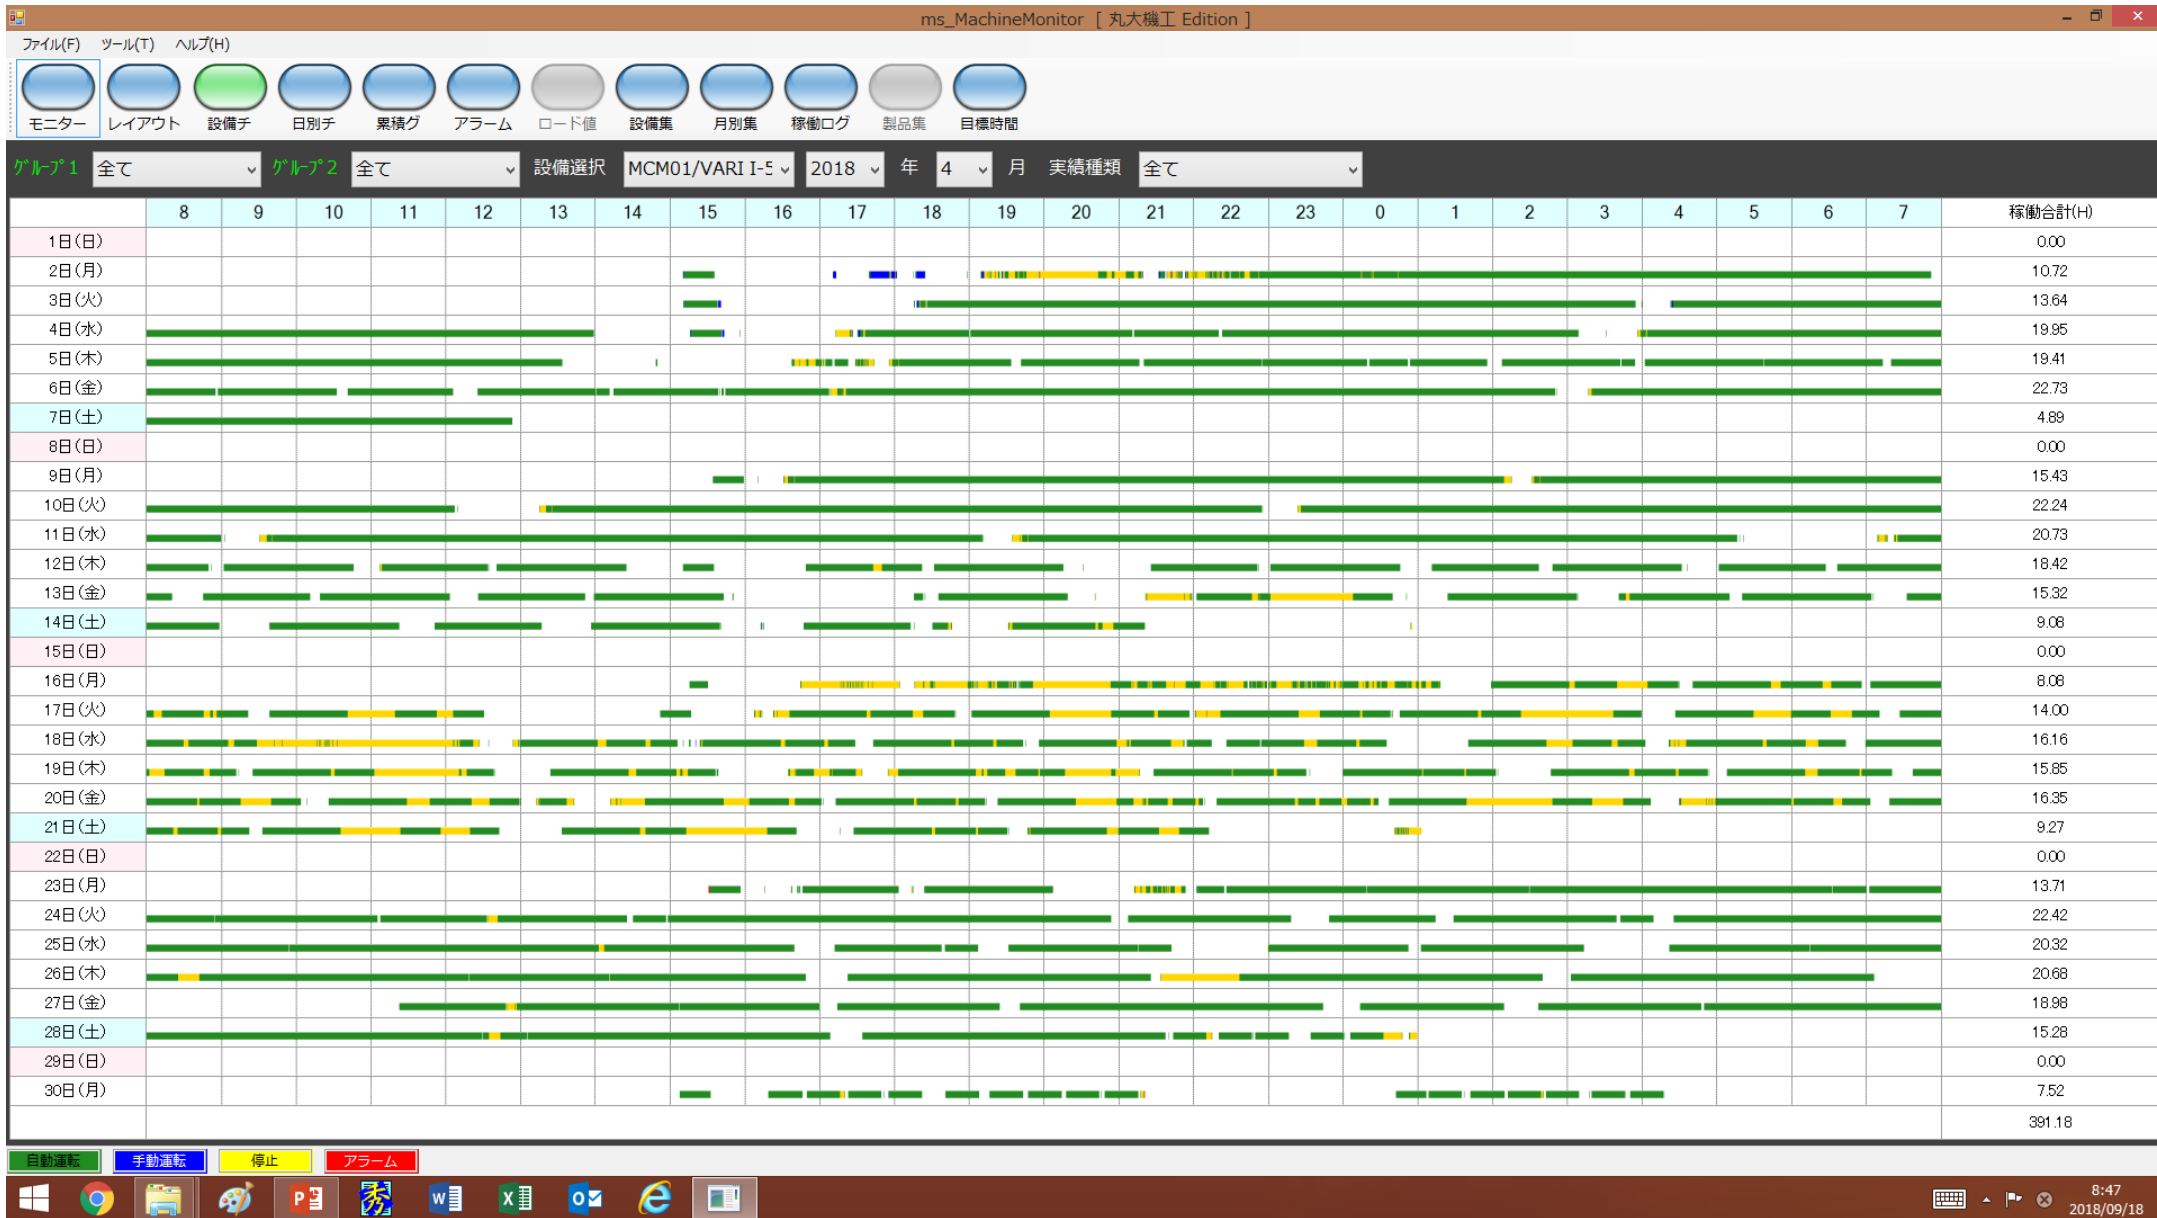 ms_MachineMonitor [ 丸大機工 Edition ]
ファイル(F) ツール(T) ヘルプ(H)
モニター レイアウト 設備チ 日別チ 累積グ アラーム ロード値 設備集 月別集 稼働ログ 製品集 目標時間
グループ1 全て グループ2 全て 設備選択 MCM01/VARI I-5 2018 年 4 月 実績種類 全て
8 9 10 11 12 13 14 15 16 17 18 19 20 21 22 23 0 1 2 3 4 5 6 7 稼働合計(H)
1日(日) 0.00
2日(月) 10.72
3日(火) 13.64
4日(水) 19.95
5日(木) 19.41
6日(金) 22.73
7日(土) 4.89
8日(日) 0.00
9日(月) 15.43
10日(火) 22.24
11日(水) 20.73
12日(木) 18.42
13日(金) 15.32
14日(土) 9.08
15日(日) 0.00
16日(月) 8.08
17日(火) 14.00
18日(水) 16.16
19日(木) 15.85
20日(金) 16.35
21日(土) 9.27
22日(日) 0.00
23日(月) 13.71
24日(火) 22.42
25日(水) 20.32
26日(木) 20.68
27日(金) 18.98
28日(土) 15.28
29日(日) 0.00
30日(月) 7.52
391.18
自動運転 手動運転 停止 アラーム
8:47
2018/09/18